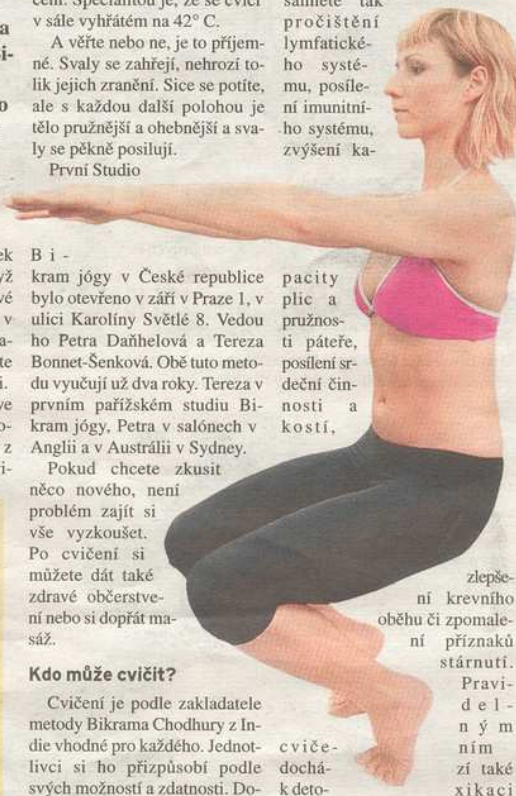 v sále vyhřátém na 42° C.
A věřte nebo ne, je to příjem-
né. Svaly se zahřejí, nehrozí to-
lik jejich zranění. Sice se potíte,
ale s každou další polohou je
tělo pružnější a ohebnější a sva-
ly se pěkně posilují.
První Studio
Bi-
kram jógy v České republice
bylo otevřeno v září v Praze 1, v
ulici Karolíny Světlé 8. Vedou
ho Petra Daňhelová a Tereza
Bonnet-Šenková. Obě tuto meto-
du vyučují už dva roky. Tereza v
prvním pařížském studiu Bi-
kram jógy, Petra v salónech v
Anglii a v Austrálii v Sydney.
Pokud chcete zkusit
něco nového, není
problém zajít si
vše vyzkoušet.
Po cvičení si
můžete dát také
zdravé občerstve-
ní nebo si dopřát ma-
sáž.
Kdo může cvičit?
Cvičení je podle zakladatele
metody Bikrama Chodhury z In-
die vhodné pro každého. Jednot-
livci si ho přizpůsobí podle
svých možností a zdatnosti. Do-
tak
pročištění
lymfatické-
ho systé-
mu, posíle-
ní imunitní-
ho systému,
zvýšení ka-
pacity
plic a
pružnos-
ti páteře,
posílení sr-
deční čin-
nosti a
kostí,
zlepše-
ní krevního
oběhu či zpomale-
ní příznaků
stárnutí.
Pravi-
del-
ným
cviče- ním
dochá- zí také
k deto- xikaci